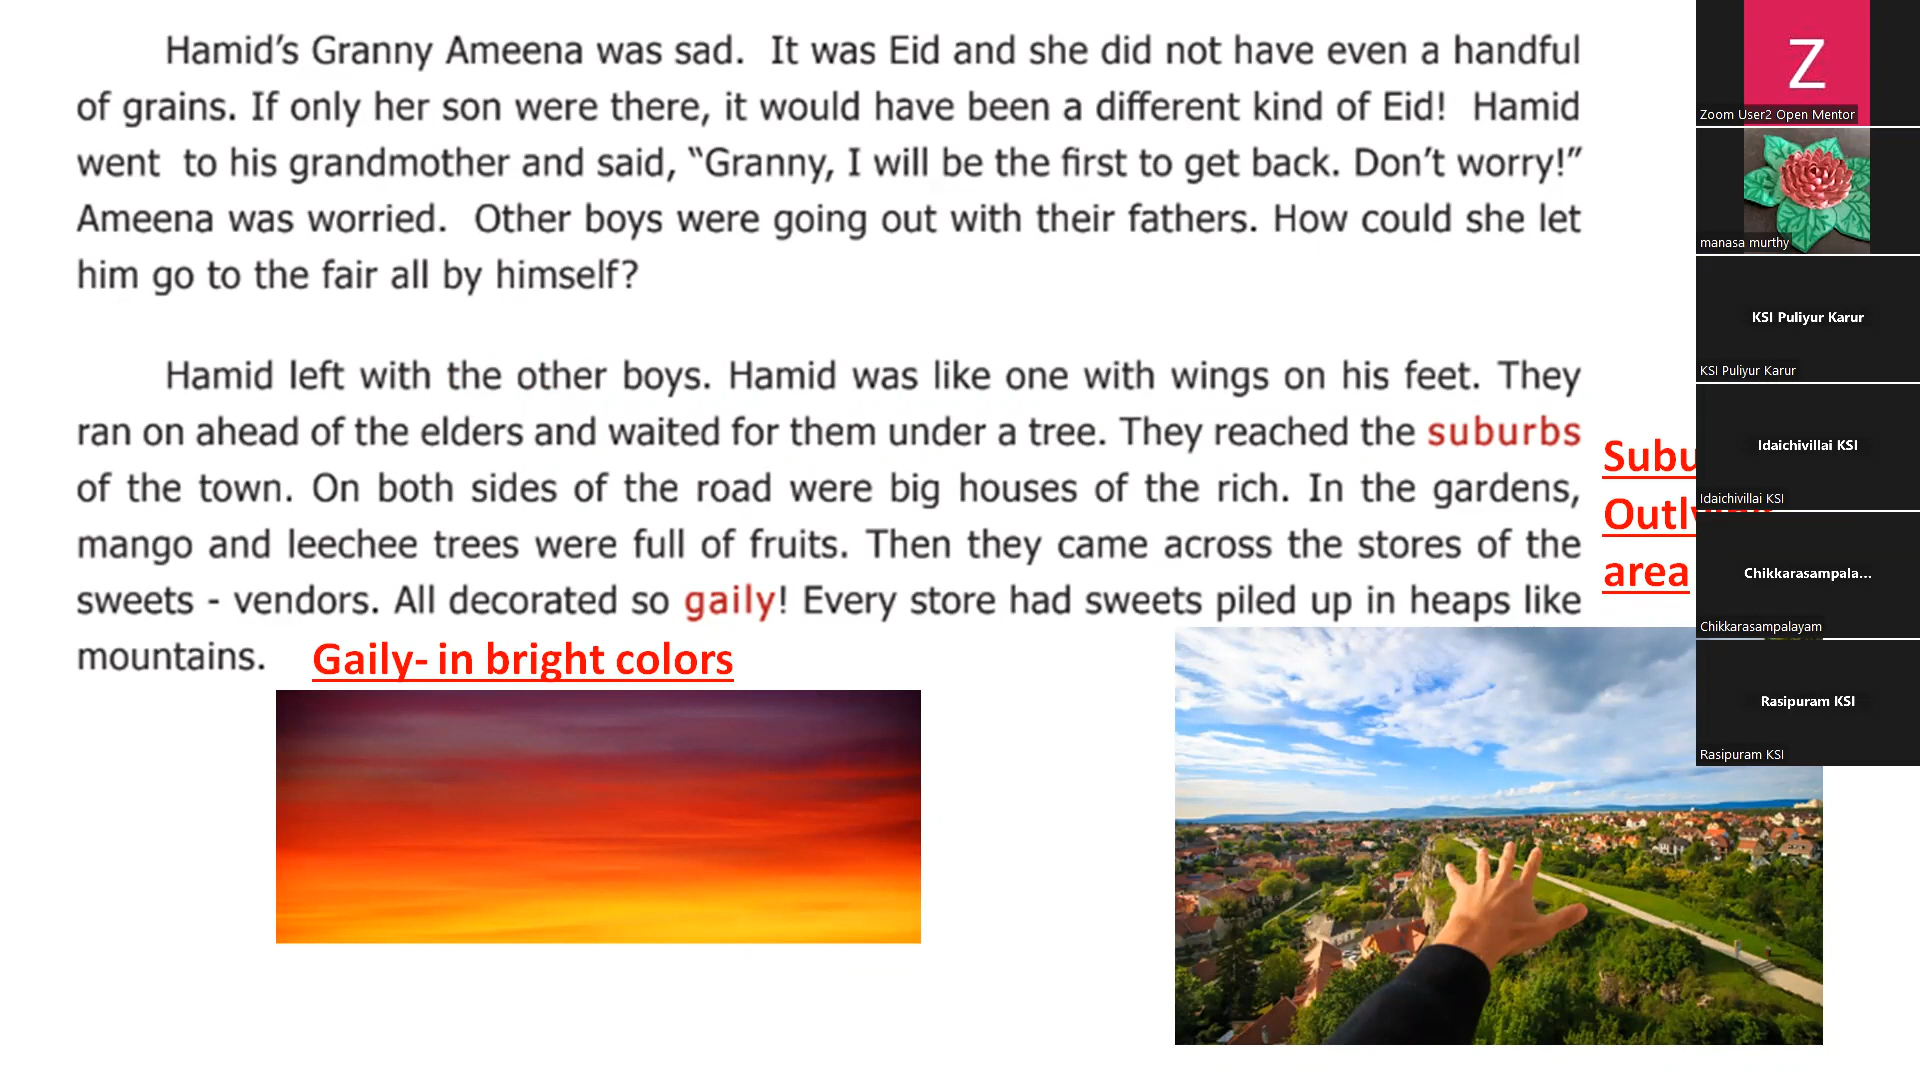 Hamid’s Granny Ameena was sad. It was Eid and she did not have even a handful
of grains. If only her son were there, it would have been a different kind of Eid! Hamid
went to his grandmother and said, “Granny, I will be the first to get back. Don’t worry!”
Ameena was worried. Other boys were going out with their fathers. How could she let
him go to the fair all by himself?
Hamid left with the other boys. Hamid was like one with wings on his feet. They
ran on ahead of the elders and waited for them under a tree. They reached the suburbs
of the town. On both sides of the road were big houses of the rich. In the gardens,
mango and leechee trees were full of fruits. Then they came across the stores of the
sweets - vendors. All decorated so gaily! Every store had sweets piled up in heaps like
mountains.
Gaily- in bright colors
area
Z
Zoom User2 Open Mentor
manasa murthy
KSI Puliyur Karur
KSI Puliyur Karur
Idaichivillai KSI
Idaichivillai KSI
Chikkarasampala...
Chikkarasampalayam
Rasipuram KSI
Rasipuram KSI